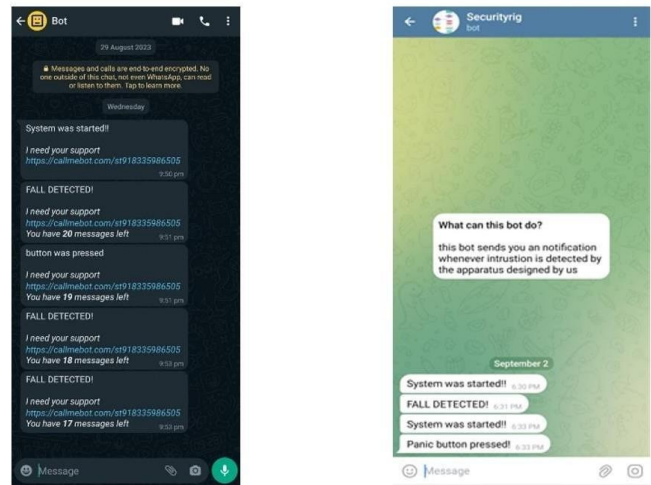 Bot
29 August 2023
Messages and calls are end-to-end encrypted. No
one outside of this chat, not even WhatsApp, can read
or listen to them. Tap to learn more.
Wednesday
System was started!!
I need your support
https://callmebot.com/st918335986505
9:50 pm
FALL DETECTED!
I need your support
https://callmebot.com/st918335986505
You have 20 messages left
9:51 pm
button was pressed
I need your support
https://callmebot.com/st918335986505
You have 19 messages left
9:51 pm
FALL DETECTED!
I need your support
https://callmebot.com/st918335986505
You have 18 messages left
9:53 pm
FALL DETECTED!
I need your support
https://callmebot.com/st918335986505
You have 17 messages left
9:53 pm
Message
Securityrig
bot
What can this bot do?
this bot sends you an notification
whenever intrustion is detected by
the apparatus designed by us
September 2
System was started!! 6:30 PM
FALL DETECTED! 6:31 PM
System was started!! 6:33 PM
Panic button pressed! 6:33 PM
Message